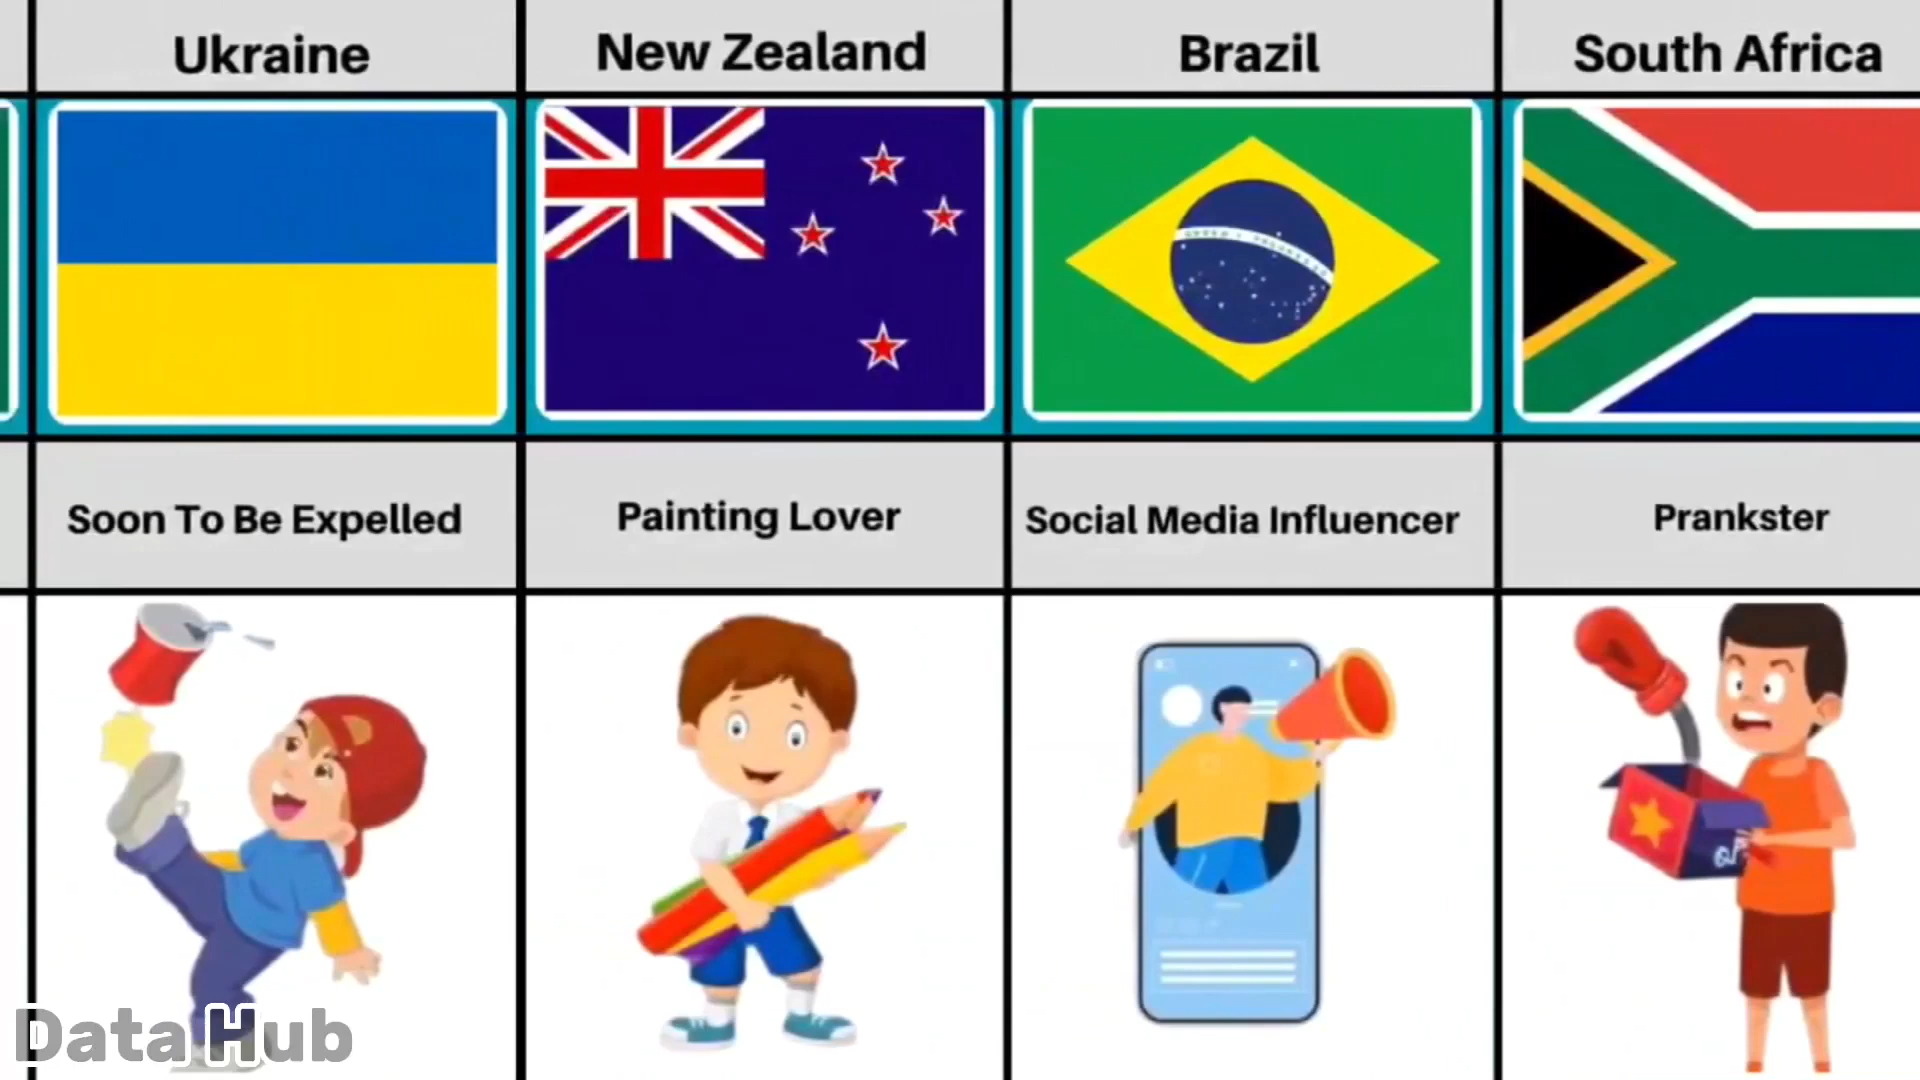 Ukraine
New Zealand
Brazil
South Africa
Soon To Be Expelled
Painting Lover
Social Media Influencer
Prankster
Data Hub